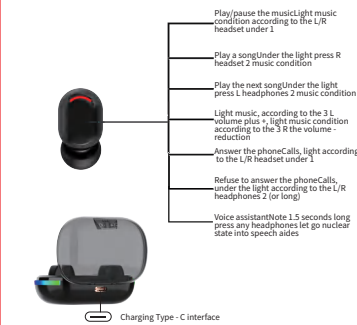 Play/pause the musicLight music
condition according to the L/R
headset under 1
Play a songUnder the light press R
headset 2 music condition
Play the next songUnder the light
press L headphones 2 music condition
Light music, according to the 3 L
volume plus +, light music condition
according to the 3 R the volume -
reduction
Answer the phoneCalls, light according
to the L/R headset under 1
Refuse to answer the phoneCalls,
under the light according to the L/R
headphones 2 (or long)
Voice assistantNote 1.5 seconds long
press any headphones let go nuclear
state into speech aides
Charging Type - C interface